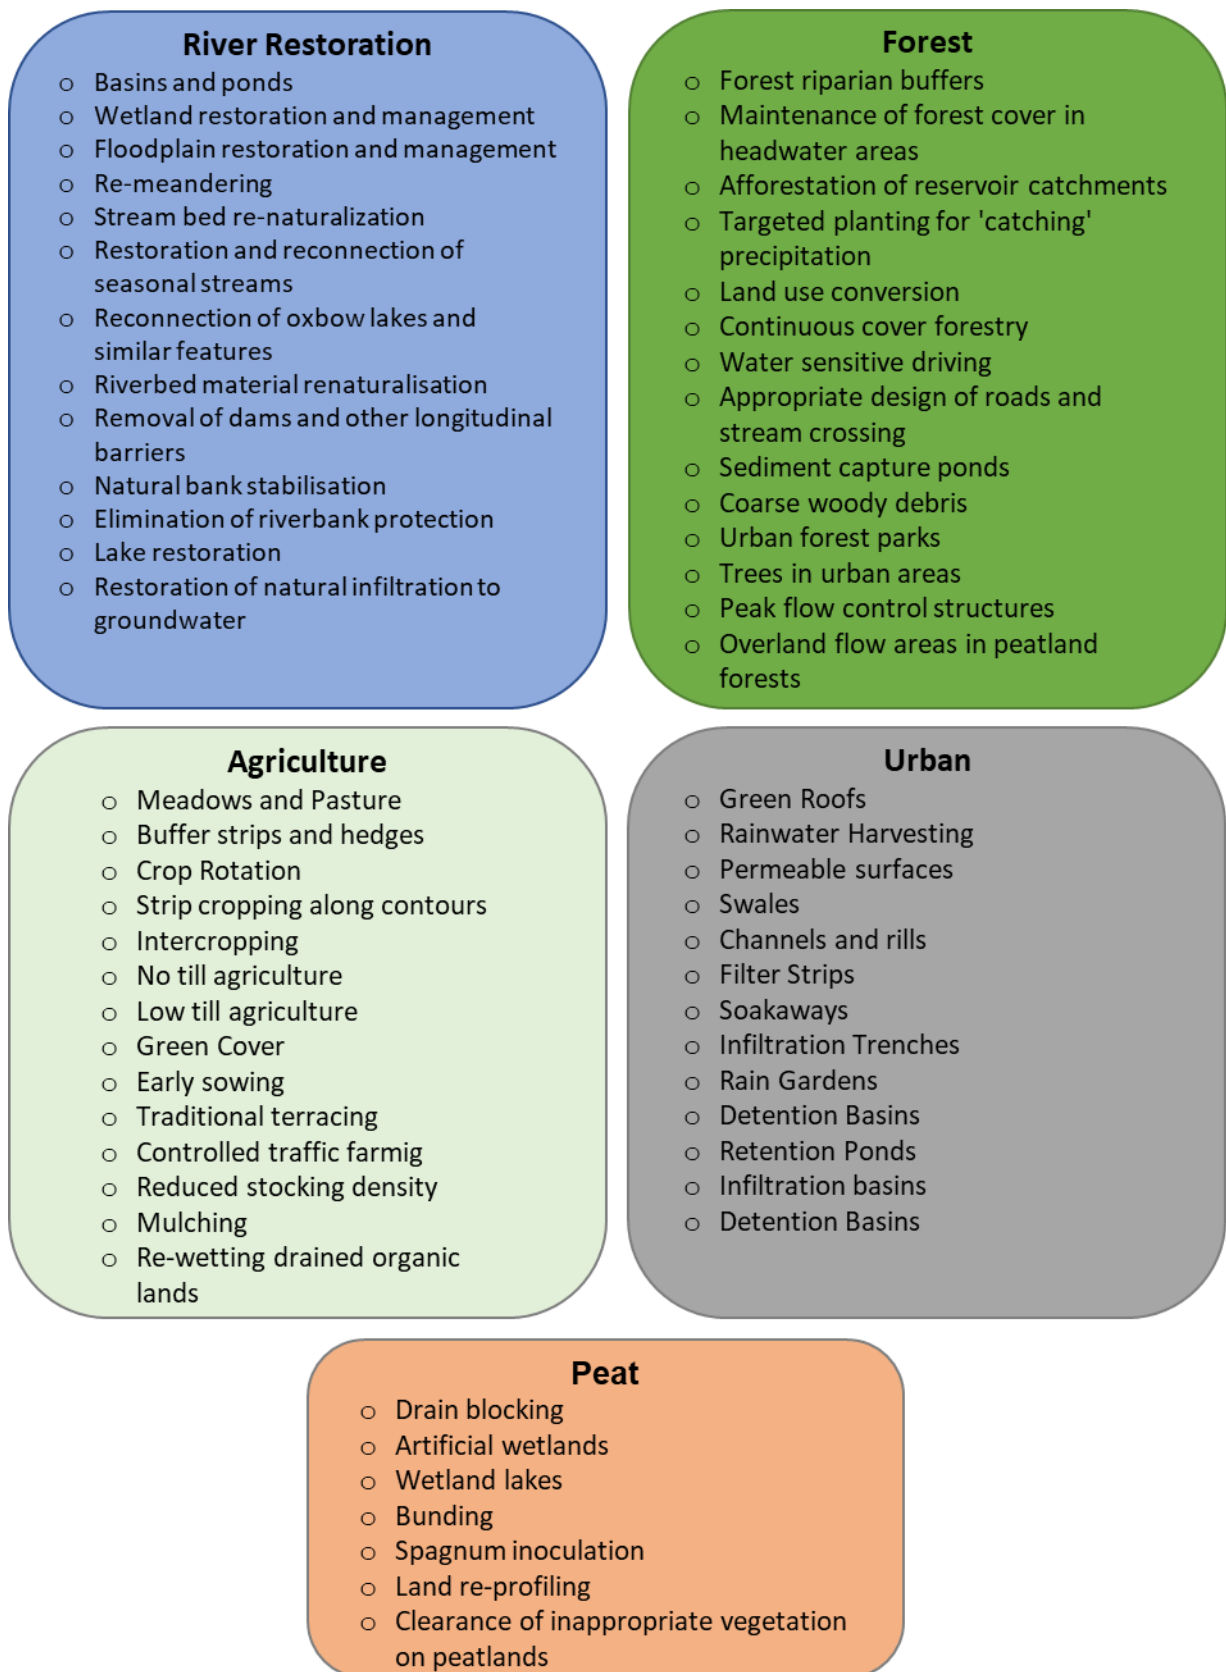 River Restoration
o Basins and ponds
o Wetland restoration and management
o Floodplain restoration and management
o Re-meandering
o Stream bed re-naturalization
o Restoration and reconnection of
seasonal streams
o Reconnection of oxbow lakes and
similar features
o Riverbed material renaturalisation
o Removal of dams and other longitudinal
barriers
o Natural bank stabilisation
o Elimination of riverbank protection
o Lake restoration
o Restoration of natural infiltration to
groundwater
Forest
o Forest riparian buffers
o Maintenance of forest cover in
headwater areas
o Afforestation of reservoir catchments
o Targeted planting for 'catching'
precipitation
o Land use conversion
o Continuous cover forestry
o Water sensitive driving
o Appropriate design of roads and
stream crossing
o Sediment capture ponds
o Coarse woody debris
o Urban forest parks
o Trees in urban areas
o Peak flow control structures
o Overland flow areas in peatland
forests
Agriculture
o Meadows and Pasture
o Buffer strips and hedges
o Crop Rotation
o Strip cropping along contours
o Intercropping
o No till agriculture
o Low till agriculture
o Green Cover
o Early sowing
o Traditional terracing
o Controlled traffic farmig
o Reduced stocking density
o Mulching
o Re-wetting drained organic
lands
Urban
o Green Roofs
o Rainwater Harvesting
o Permeable surfaces
o Swales
o Channels and rills
o Filter Strips
o Soakaways
o Infiltration Trenches
o Rain Gardens
o Detention Basins
o Retention Ponds
o Infiltration basins
o Detention Basins
Peat
o Drain blocking
o Artificial wetlands
o Wetland lakes
o Bunding
o Spagnum inoculation
o Land re-profiling
o Clearance of inappropriate vegetation
on peatlands